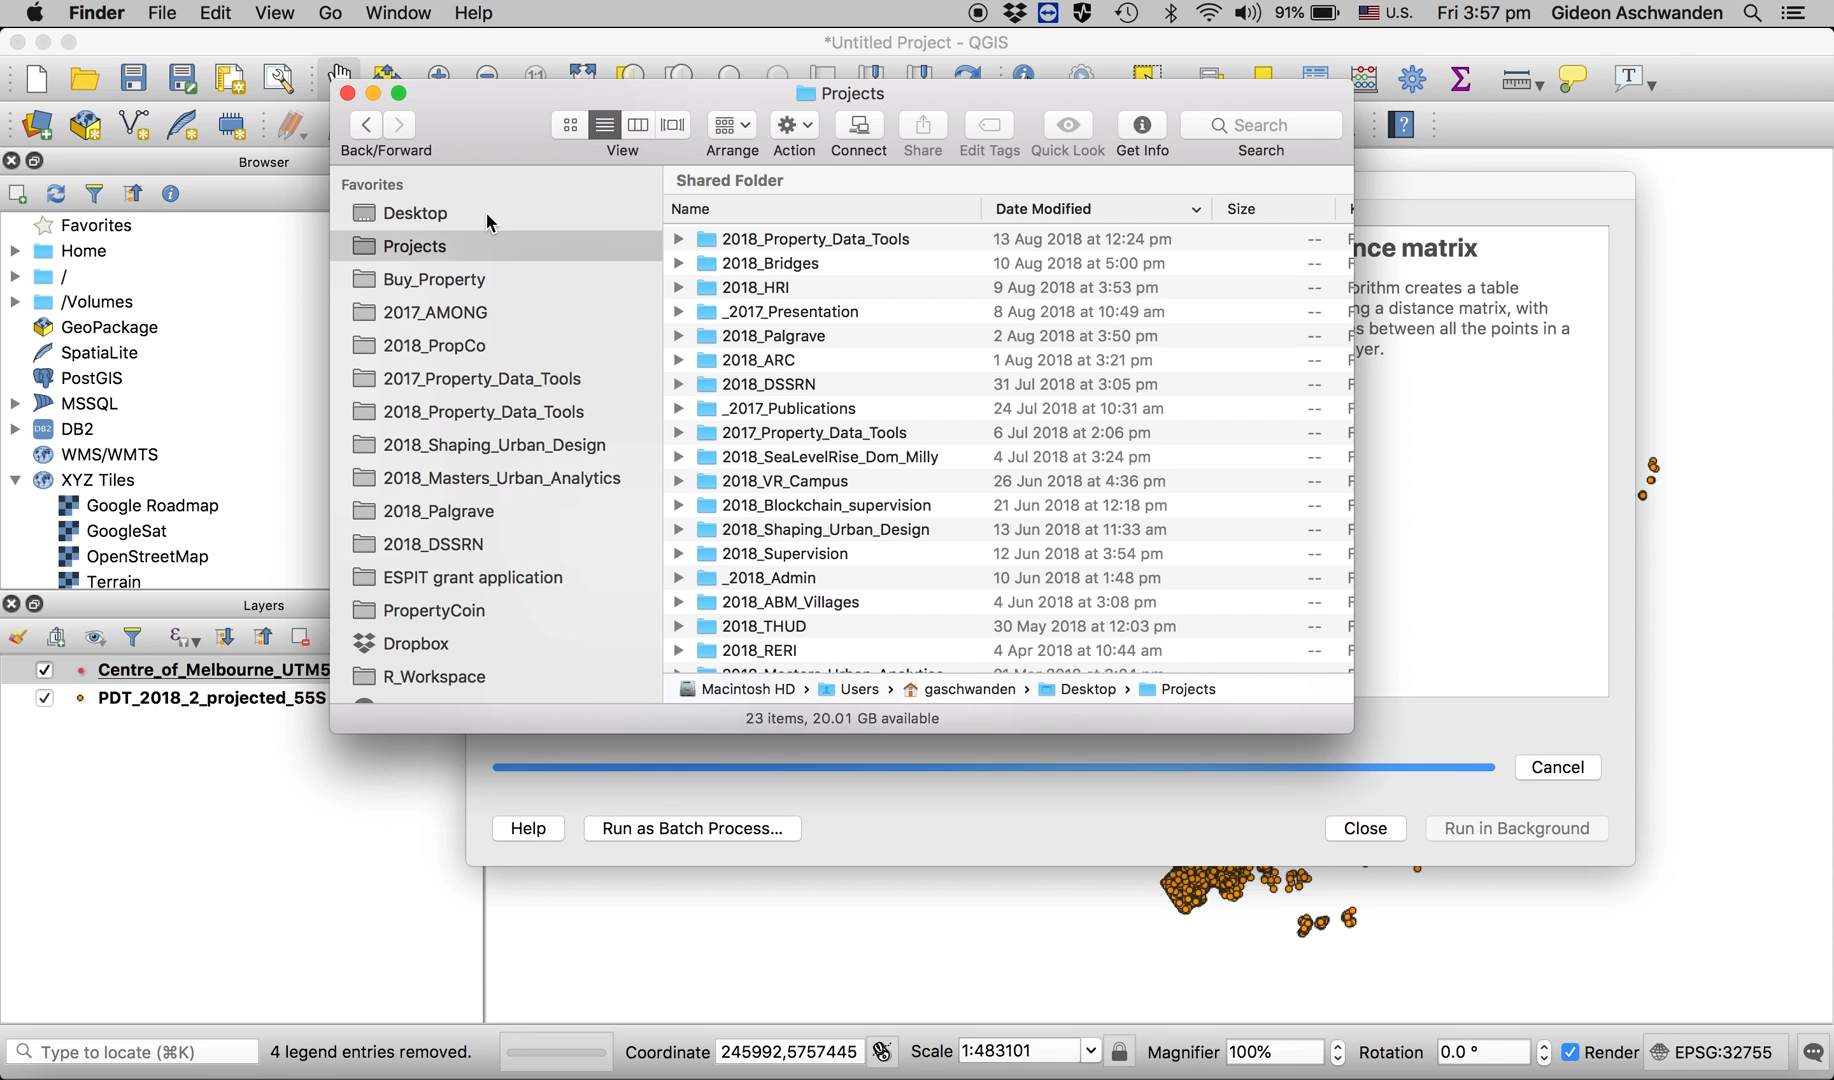 Finder File Edit View Go Window Help 91% U.S. Fri 3:57 pm Gideon Aschwanden
*Untitled Project - QGIS
Projects
Search
Back/Forward View Arrange Action Connect Share Edit Tags Quick Look Get Info Search
Browser
Favorites
Home
/
/Volumes
GeoPackage
SpatiaLite
PostGIS
MSSQL
DB2
WMS/WMTS
XYZ Tiles
Google Roadmap
GoogleSat
OpenStreetMap
Terrain
Layers
Centre_of_Melbourne_UTM5
PDT_2018_2_projected_55S
Favorites
Desktop
Projects
Buy_Property
2017_AMONG
2018_PropCo
2017_Property_Data_Tools
2018_Property_Data_Tools
2018_Shaping_Urban_Design
2018_Masters_Urban_Analytics
2018_Palgrave
2018_DSSRN
ESPIT grant application
PropertyCoin
Dropbox
R_Workspace
Shared Folder
Name Date Modified Size
2018_Property_Data_Tools 13 Aug 2018 at 12:24 pm --
2018_Bridges 10 Aug 2018 at 5:00 pm --
2018_HRI 9 Aug 2018 at 3:53 pm --
_2017_Presentation 8 Aug 2018 at 10:49 am --
2018_Palgrave 2 Aug 2018 at 3:50 pm --
2018_ARC 1 Aug 2018 at 3:21 pm --
2018_DSSRN 31 Jul 2018 at 3:05 pm --
_2017_Publications 24 Jul 2018 at 10:31 am --
2017_Property_Data_Tools 6 Jul 2018 at 2:06 pm --
2018_SeaLevelRise_Dom_Milly 4 Jul 2018 at 3:24 pm --
2018_VR_Campus 26 Jun 2018 at 4:36 pm --
2018_Blockchain_supervision 21 Jun 2018 at 12:18 pm --
2018_Shaping_Urban_Design 13 Jun 2018 at 11:33 am --
2018_Supervision 12 Jun 2018 at 3:54 pm --
_2018_Admin 10 Jun 2018 at 1:48 pm --
2018_ABM_Villages 4 Jun 2018 at 3:08 pm --
2018_THUD 30 May 2018 at 12:03 pm --
2018_RERI 4 Apr 2018 at 10:44 am --
Macintosh HD › Users › gaschwanden › Desktop › Projects
23 items, 20.01 GB available
nce matrix
rithm creates a table
ng a distance matrix, with
s between all the points in a
yer.
Cancel
Help Run as Batch Process... Close Run in Background
Type to locate (⌘K) 4 legend entries removed. Coordinate 245992,5757445 Scale 1:483101 Magnifier 100% Rotation 0.0 ° Render EPSG:32755